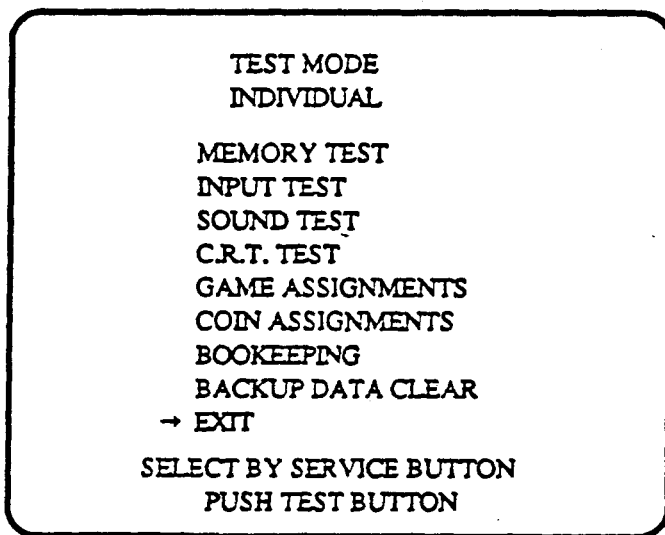 TEST MODE
INDIVIDUAL
MEMORY TEST
INPUT TEST
SOUND TEST
C.R.T. TEST
GAME ASSIGNMENTS
COIN ASSIGNMENTS
BOOKEEPING
BACKUP DATA CLEAR
→ EXIT
SELECT BY SERVICE BUTTON
PUSH TEST BUTTON